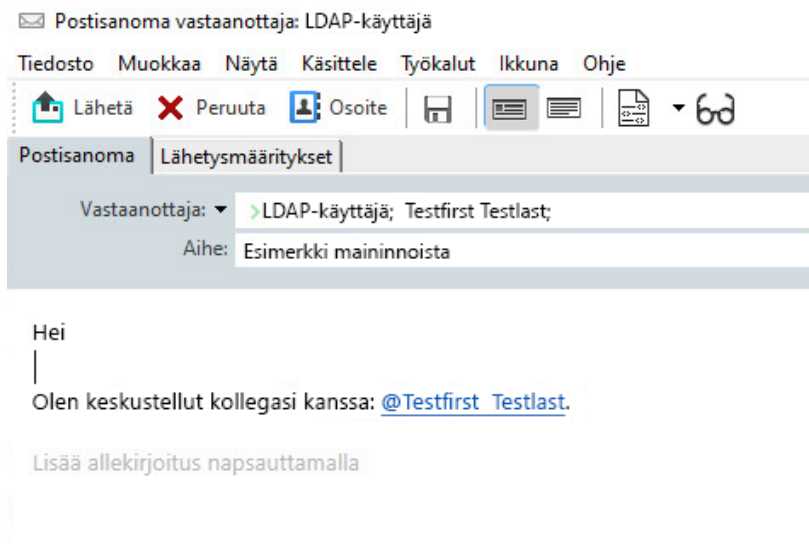 Postisanoma vastaanottaja: LDAP-käyttäjä
Tiedosto Muokkaa Näytä Käsittele Työkalut Ikkuna Ohje
Lähetä Peruuta Osoite
Postisanoma Lähetysmääritykset
Vastaanottaja: >LDAP-käyttäjä; Testfirst Testlast;
Aihe: Esimerkki maininnoista
Hei
Olen keskustellut kollegasi kanssa: @Testfirst Testlast.
Lisää allekirjoitus napsauttamalla